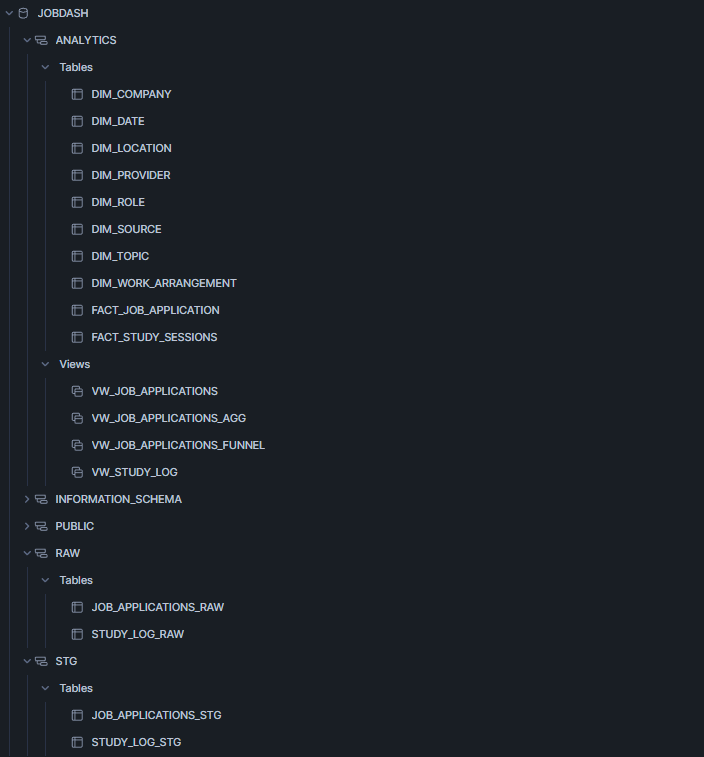 JOBDASH
ANALYTICS
Tables
DIM_COMPANY
DIM_DATE
DIM_LOCATION
DIM_PROVIDER
DIM_ROLE
DIM_SOURCE
DIM_TOPIC
DIM_WORK_ARRANGEMENT
FACT_JOB_APPLICATION
FACT_STUDY_SESSIONS
Views
VW_JOB_APPLICATIONS
VW_JOB_APPLICATIONS_AGG
VW_JOB_APPLICATIONS_FUNNEL
VW_STUDY_LOG
INFORMATION_SCHEMA
PUBLIC
RAW
Tables
JOB_APPLICATIONS_RAW
STUDY_LOG_RAW
STG
Tables
JOB_APPLICATIONS_STG
STUDY_LOG_STG